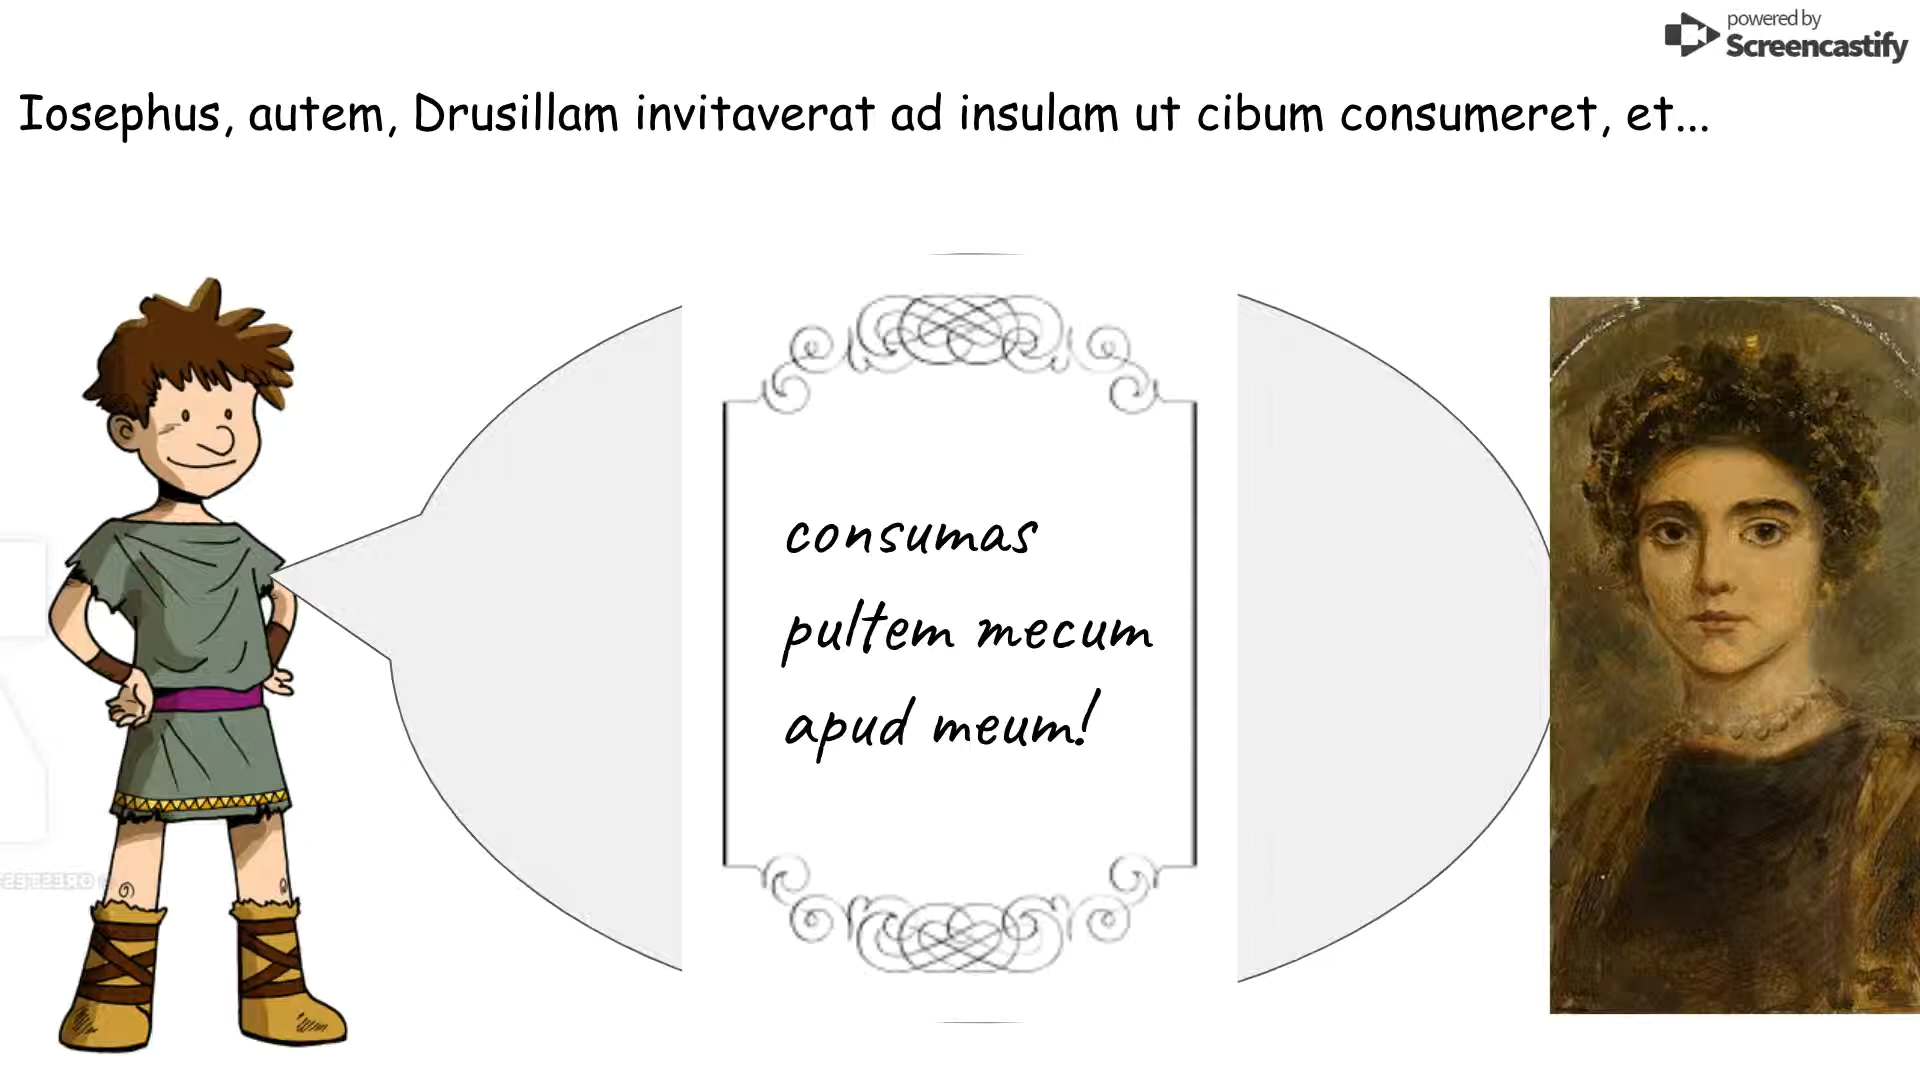 powered by
Screencastify
Iosephus, autem, Drusillam invitaverat ad insulam ut cibum consumeret, et...
consumas
pultem mecum
apud meum!